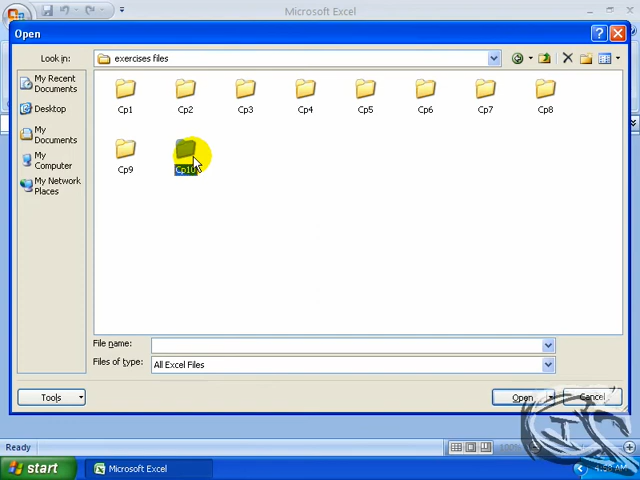 Microsoft Excel
Open
Look in:
exercises files
My Recent
Documents
Desktop
My
Documents
My
Computer
My Network
Places
Cp1
Cp2
Cp3
Cp4
Cp5
Cp6
Cp7
Cp8
Cp9
Cp10
File name:
Files of type:
All Excel Files
Tools
Open
Cancel
Ready
100%
start
Microsoft Excel